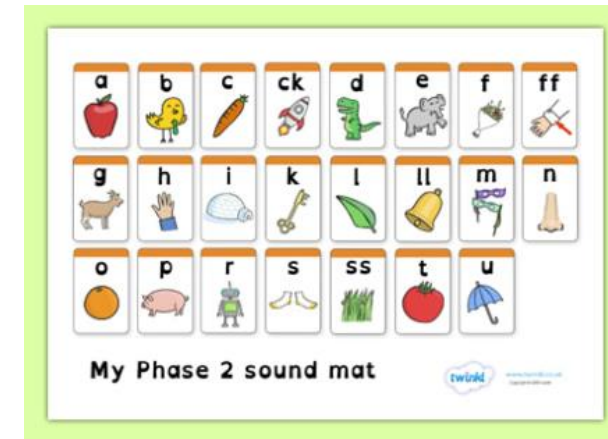 a b c ck d e f ff
g h i k l ll m n
o p r s ss t u
My Phase 2 sound mat
twinkl